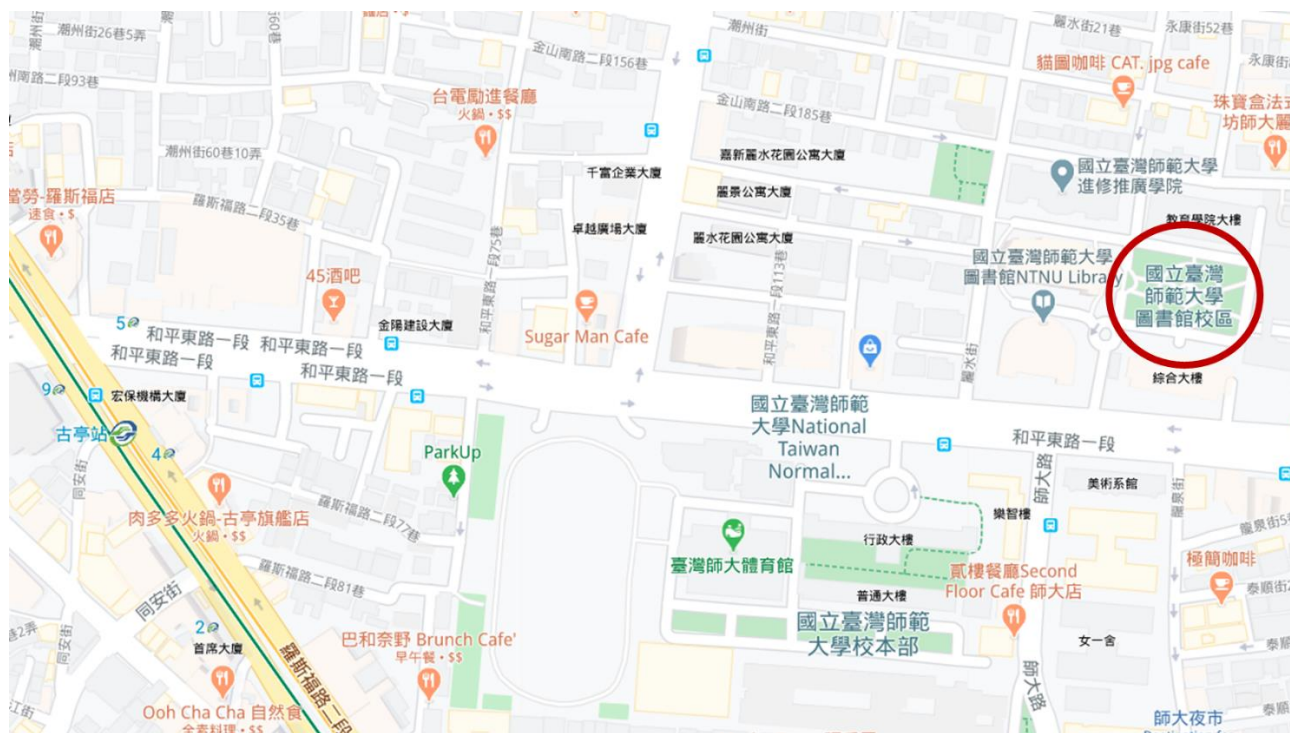 潮州街26巷5弄
潮州街
金山南路二段156巷
潮州街
麗水街21巷
永康街52巷
貓圖咖啡 CAT. jpg cafe
台電勵進餐廳
火鍋・$$
金山南路二段185巷
潮州街60巷10弄
千富企業大廈
嘉新麗水花園公寓大廈
國立臺灣師範大學
進修推廣學院
麗景公寓大廈
羅斯福店
速食・$
羅斯福路二段35巷
卓越廣場大廈
麗水花園公寓大廈
教育學院大樓
和平東路一段75巷
和平東路一段113巷
國立臺灣師範大學
圖書館NTNU Library
國立臺灣
師範大學
圖書館校區
45酒吧
金陽建設大廈
Sugar Man Cafe
5
和平東路一段
和平東路一段
和平東路一段
和平東路一段
麗水街
綜合大樓
9
宏保機構大廈
古亭站
4
國立臺灣師範
大學National
Taiwan
Normal...
和平東路一段
師大路
美術系館
龍泉街
ParkUp
同安街
肉多多火鍋-古亭旗艦店
火鍋・$$
羅斯福路二段77巷
樂智樓
行政大樓
臺灣師大體育館
極簡咖啡
羅斯福路二段81巷
貳樓餐廳Second
Floor Cafe 師大店
普通大樓
國立臺灣師範
大學校本部
同安街
同安街
2
首席大廈
巴和奈野 Brunch Cafe'
早午餐・$$
女一舍
羅斯福路二段
師大路
Ooh Cha Cha 自然食
全素料理・$$
師大夜市